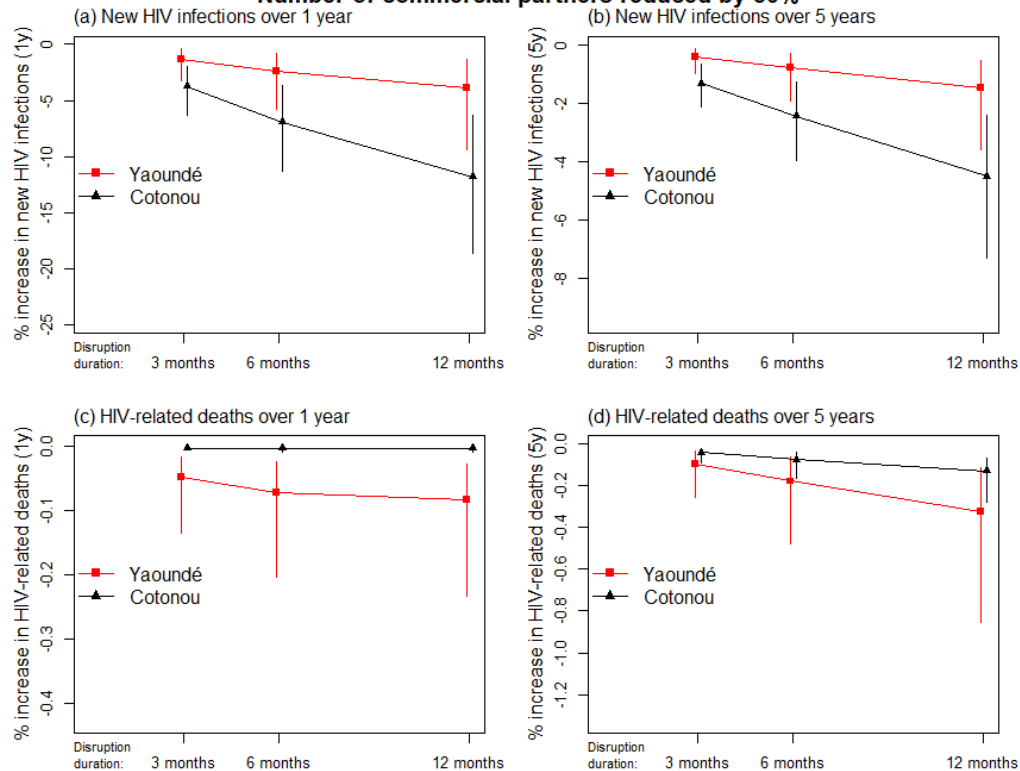 (a) New HIV infections over 1 year
% increase in new HIV infections (1y)
0
-5
-10
-15
-20
-25
Yaoundé
Cotonou
Disruption
duration:
3 months 6 months 12 months
(b) New HIV infections over 5 years
% increase in new HIV infections (5y)
0
-2
-4
-6
-8
Yaoundé
Cotonou
Disruption
duration:
3 months 6 months 12 months
(c) HIV-related deaths over 1 year
% increase in HIV-related deaths (1y)
0.0
-0.1
-0.2
-0.3
-0.4
Yaoundé
Cotonou
Disruption
duration:
3 months 6 months 12 months
(d) HIV-related deaths over 5 years
% increase in HIV-related deaths (5y)
0.0
-0.2
-0.4
-0.6
-0.8
-1.0
-1.2
Yaoundé
Cotonou
Disruption
duration:
3 months 6 months 12 months